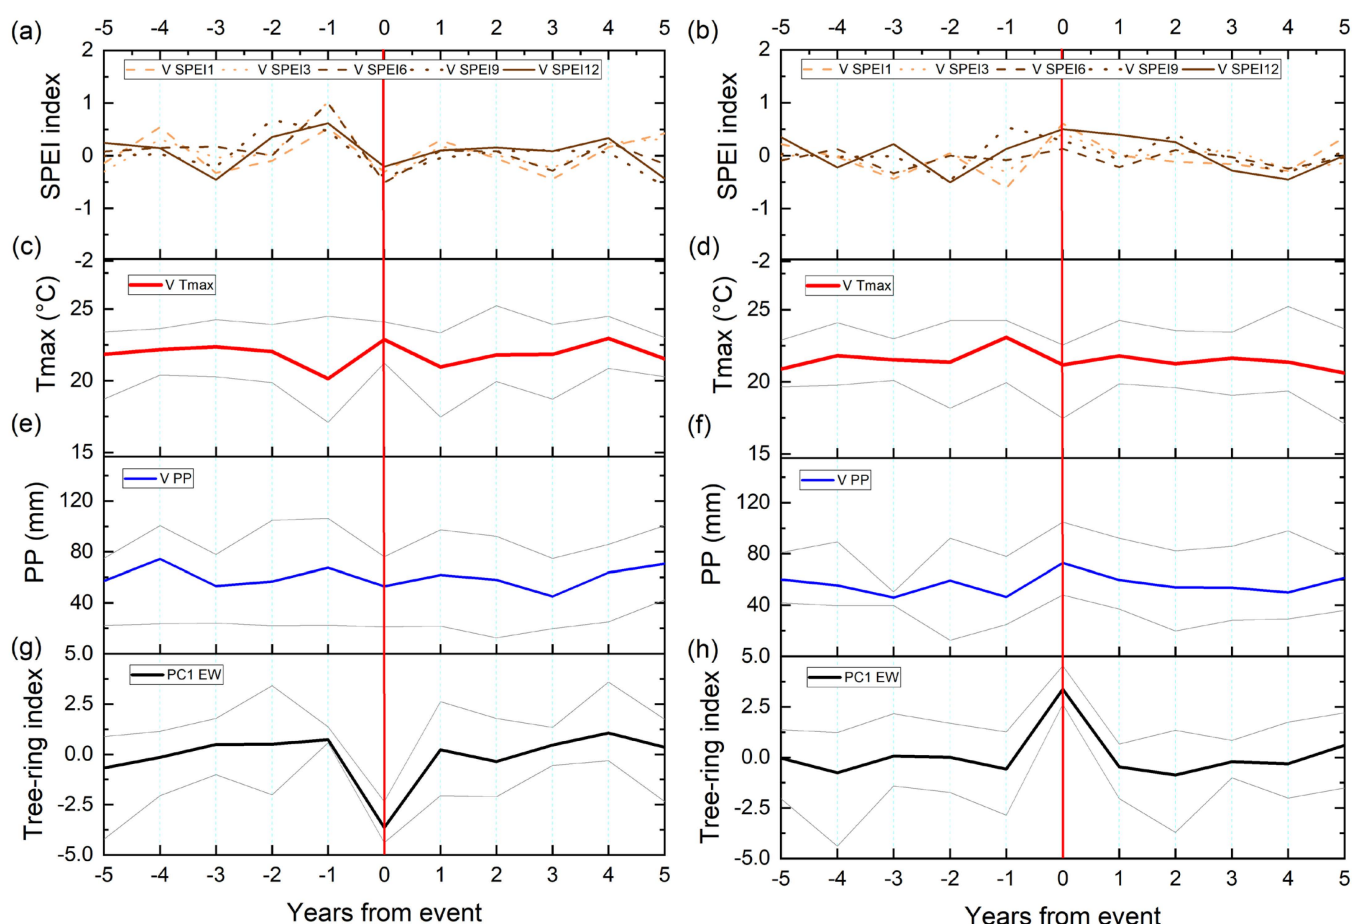 (a)
-5 -4 -3 -2 -1 0 1 2 3 4 5
2
1
0
-1
-2
SPEI index
V SPEI1 V SPEI3 V SPEI6 V SPEI9 V SPEI12
(c)
25
20
15
Tmax (°C)
V Tmax
(e)
120
80
40
PP (mm)
V PP
(g)
5.0
2.5
0.0
-2.5
-5.0
Tree-ring index
PC1 EW
-5 -4 -3 -2 -1 0 1 2 3 4 5
Years from event
(b)
-5 -4 -3 -2 -1 0 1 2 3 4 5
2
1
0
-1
-2
SPEI index
V SPEI1 V SPEI3 V SPEI6 V SPEI9 V SPEI12
(d)
25
20
15
Tmax (°C)
V Tmax
(f)
120
80
40
PP (mm)
V PP
(h)
5.0
2.5
0.0
-2.5
-5.0
Tree-ring index
PC1 EW
-5 -4 -3 -2 -1 0 1 2 3 4 5
Years from event